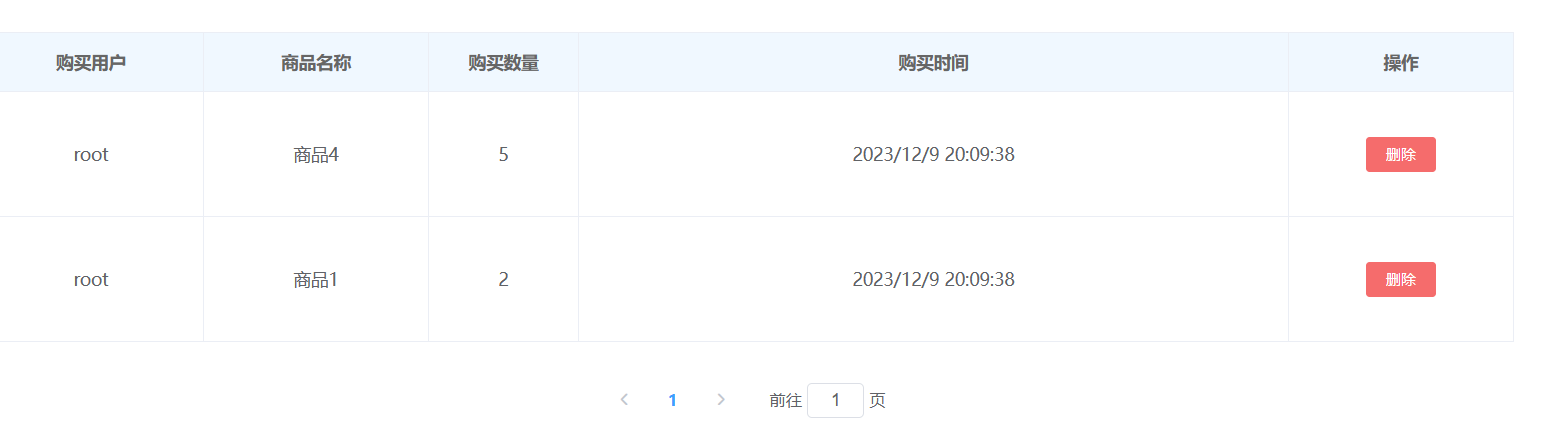 购买用户 商品名称 购买数量 购买时间 操作
root 商品4 5 2023/12/9 20:09:38 删除
root 商品1 2 2023/12/9 20:09:38 删除
1 前往 1 页